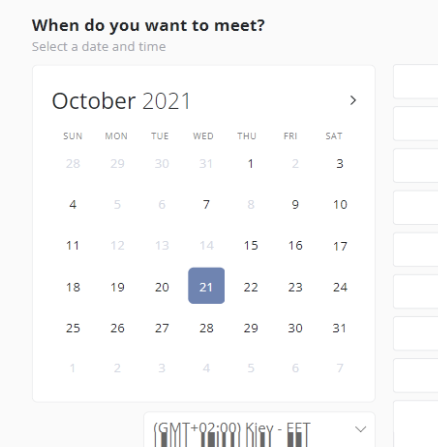 When do you want to meet?
Select a date and time
October 2021
SUN MON TUE WED THU FRI SAT
28 29 30 31 1 2 3
4 5 6 7 8 9 10
11 12 13 14 15 16 17
18 19 20 21 22 23 24
25 26 27 28 29 30 31
1 2 3 4 5 6 7
(GMT+02:00) Kiev - EET